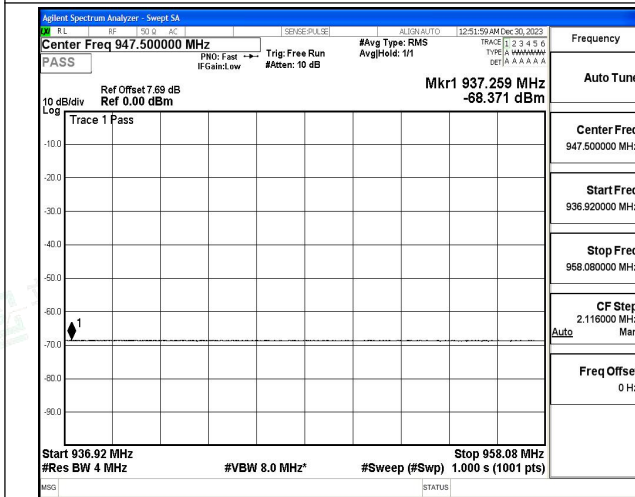 Agilent Spectrum Analyzer - Swept SA
LXI RL RF 50 Ω AC SENSE:PULSE ALIGN AUTO 12:51:59 AM Dec 30, 2023
Center Freq 947.500000 MHz
PASS
PNO: Fast
IFGain:Low
Trig: Free Run
#Atten: 10 dB
#Avg Type: RMS
Avg|Hold: 1/1
TRACE 1 2 3 4 5 6
TYPE A WWWWW
DET A A A A A A
Mkr1 937.259 MHz
-68.371 dBm
Ref Offset 7.69 dB
10 dB/div Ref 0.00 dBm
Log
Trace 1 Pass
-10.0
-20.0
-30.0
-40.0
-50.0
-60.0
1
-70.0
-80.0
-90.0
Start 936.92 MHz Stop 958.08 MHz
#Res BW 4 MHz #VBW 8.0 MHz* #Sweep (#Swp) 1.000 s (1001 pts)
MSG STATUS
Frequency
Auto Tune
Center Freq
947.500000 MHz
Start Freq
936.920000 MHz
Stop Freq
958.080000 MHz
CF Step
2.116000 MHz
Auto Man
Freq Offset
0 Hz